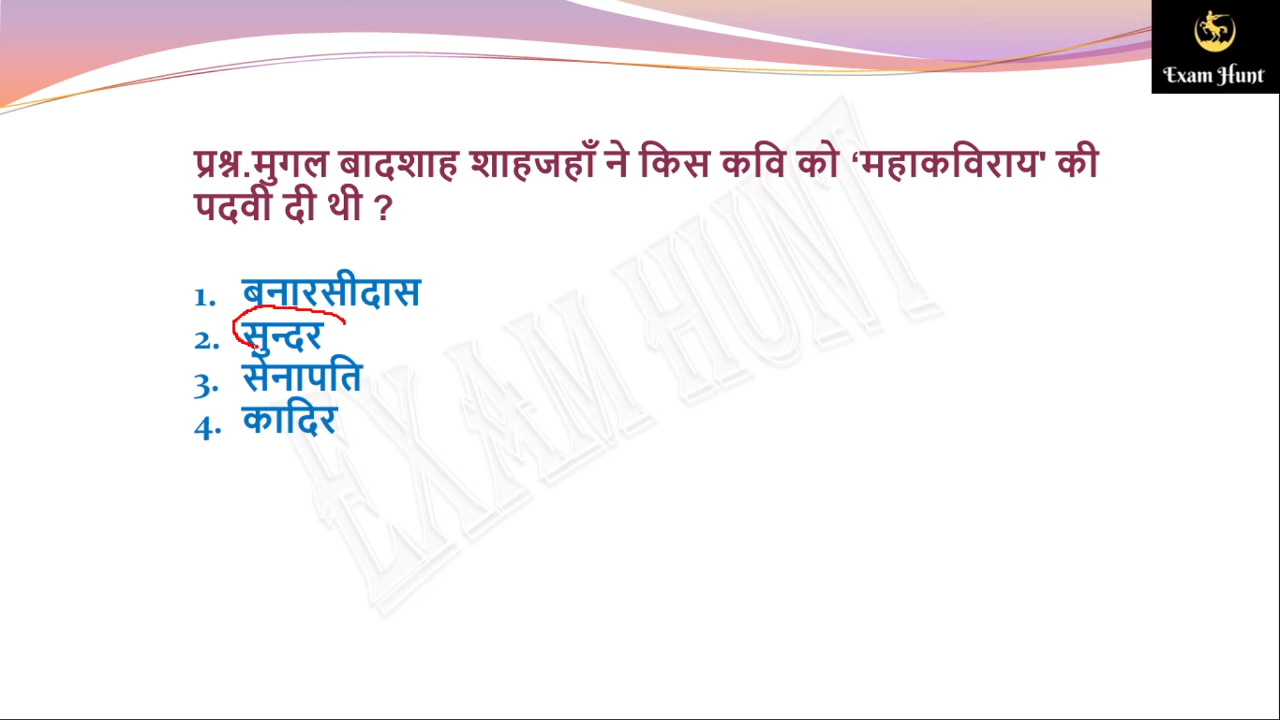 Exam Hunt
प्रश्न.मुगल बादशाह शाहजहाँ ने किस कवि को ‘महाकविराय' की
पदवी दी थी ?
1. बनारसीदास
2. सुन्दर
3. सेनापति
4. कादिर
EXAM HUNT